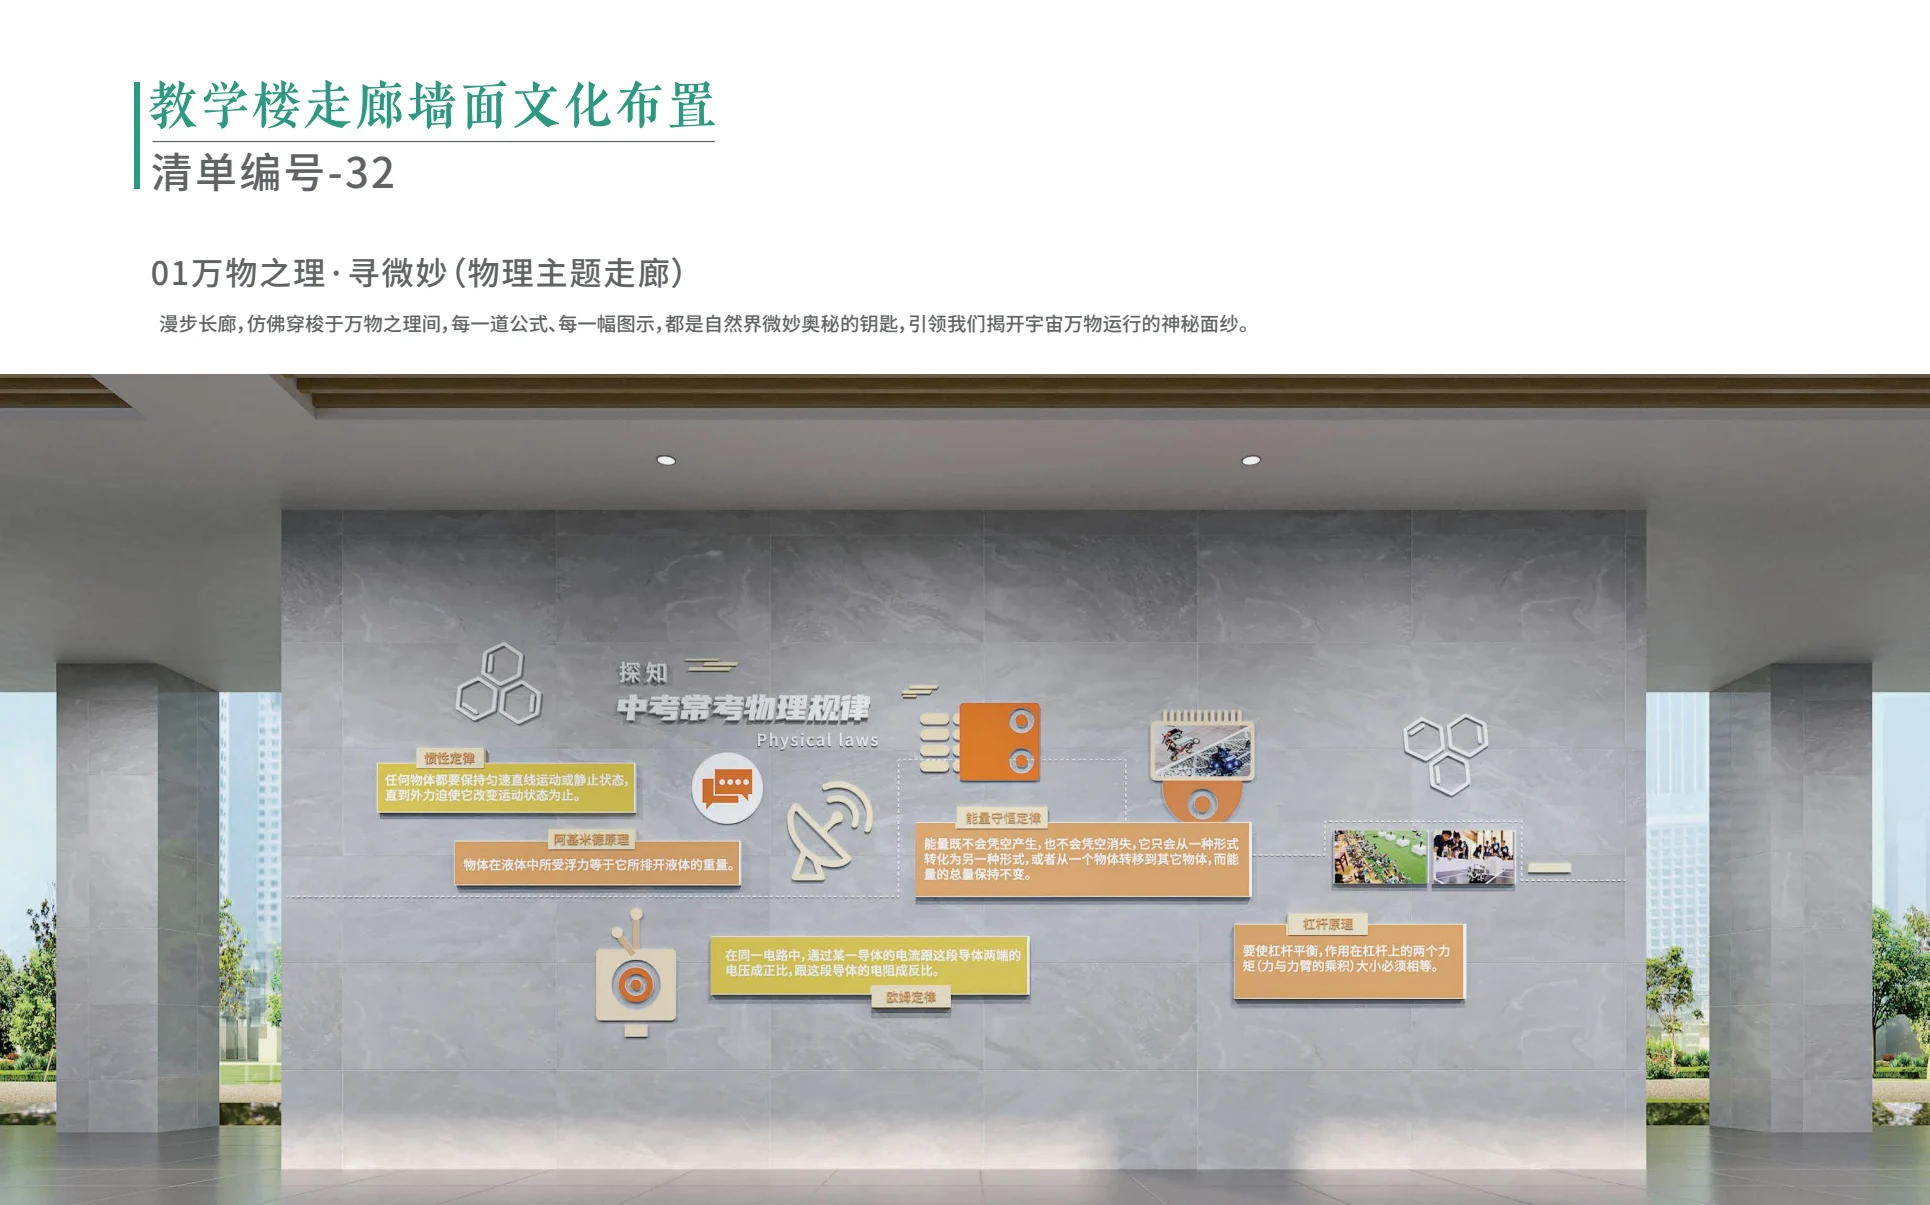 教学楼走廊墙面文化布置
清单编号-32
01万物之理·寻微妙(物理主题走廊)
漫步长廊,仿佛穿梭于万物之理间,每一道公式、每一幅图示,都是自然界微妙奥秘的钥匙,引领我们揭开宇宙万物运行的神秘面纱。
探知
中考常考物理规律
Physical laws
惯性定律
任何物体都要保持匀速直线运动或静止状态,
直到外力迫使它改变运动状态为止。
阿基米德原理
物体在液体中所受浮力等于它所排开液体的重量。
能量守恒定律
能量既不会凭空产生,也不会凭空消失,它只会从一种形式
转化为另一种形式,或者从一个物体转移到其它物体,而能
量的总量保持不变。
在同一电路中,通过某一导体的电流跟这段导体两端的
电压成正比,跟这段导体的电阻成反比。
欧姆定律
杠杆原理
要使杠杆平衡,作用在杠杆上的两个力
矩(力与力臂的乘积)大小必须相等。